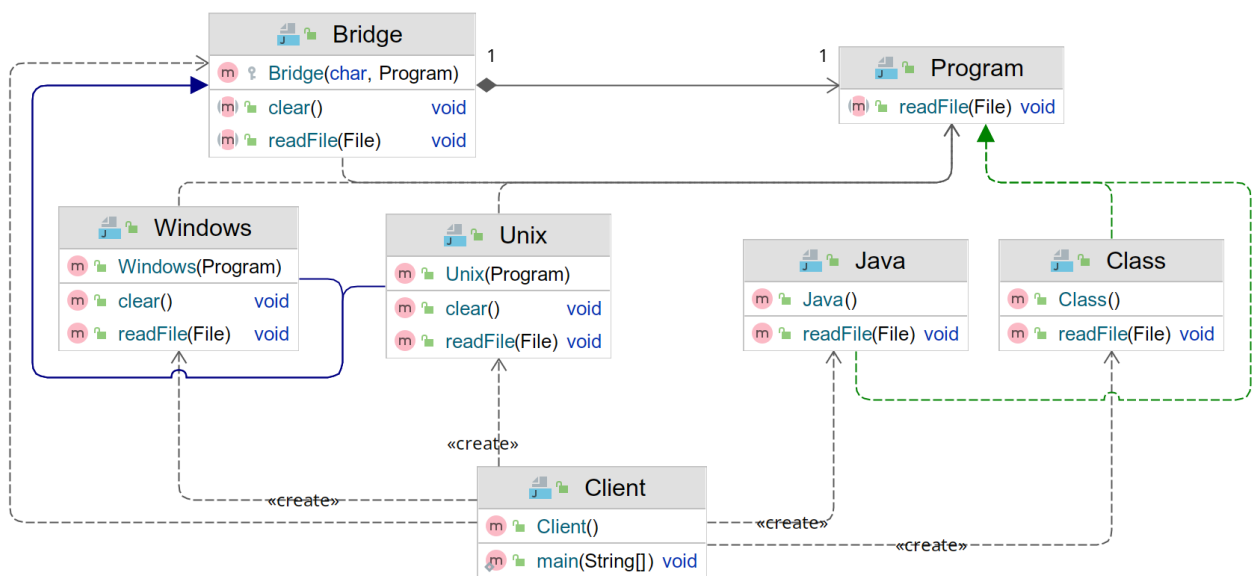 Bridge
Bridge(char, Program)
clear() void
readFile(File) void
1
1
Program
readFile(File) void
Windows
Windows(Program)
clear() void
readFile(File) void
Unix
Unix(Program)
clear() void
readFile(File) void
Java
Java()
readFile(File) void
Class
Class()
readFile(File) void
«create»
«create»
«create»
«create»
Client
Client()
main(String[]) void